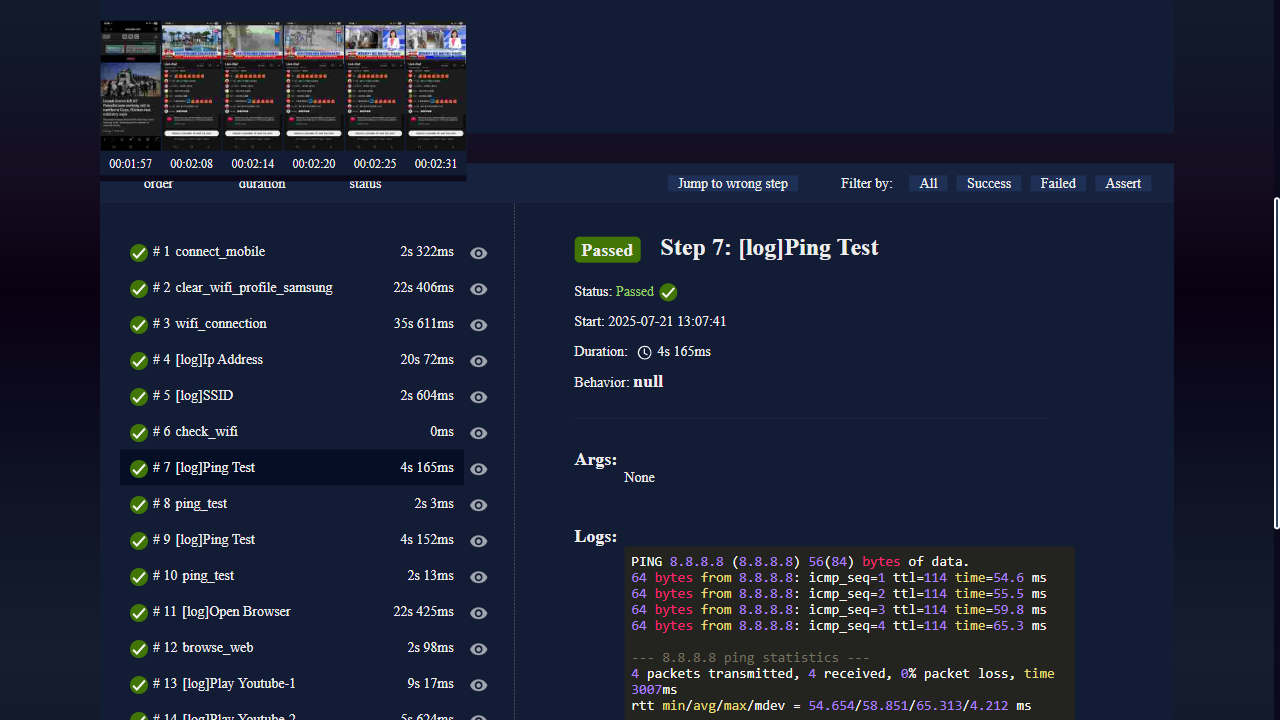 00:01:57 00:02:08 00:02:14 00:02:20 00:02:25 00:02:31
order duration status Jump to wrong step Filter by: All Success Failed Assert
# 1 connect_mobile 2s 322ms
# 2 clear_wifi_profile_samsung 22s 406ms
# 3 wifi_connection 35s 611ms
# 4 [log]Ip Address 20s 72ms
# 5 [log]SSID 2s 604ms
# 6 check_wifi 0ms
# 7 [log]Ping Test 4s 165ms
# 8 ping_test 2s 3ms
# 9 [log]Ping Test 4s 152ms
# 10 ping_test 2s 13ms
# 11 [log]Open Browser 22s 425ms
# 12 browse_web 2s 98ms
# 13 [log]Play Youtube-1 9s 17ms
# 14 [log]Play Youtube-2 5s 624ms
Passed Step 7: [log]Ping Test
Status: Passed
Start: 2025-07-21 13:07:41
Duration: 4s 165ms
Behavior: null
Args:
None
Logs:
PING 8.8.8.8 (8.8.8.8) 56(84) bytes of data.
64 bytes from 8.8.8.8: icmp_seq=1 ttl=114 time=54.6 ms
64 bytes from 8.8.8.8: icmp_seq=2 ttl=114 time=55.5 ms
64 bytes from 8.8.8.8: icmp_seq=3 ttl=114 time=59.8 ms
64 bytes from 8.8.8.8: icmp_seq=4 ttl=114 time=65.3 ms
--- 8.8.8.8 ping statistics ---
4 packets transmitted, 4 received, 0% packet loss, time
3007ms
rtt min/avg/max/mdev = 54.654/58.851/65.313/4.212 ms